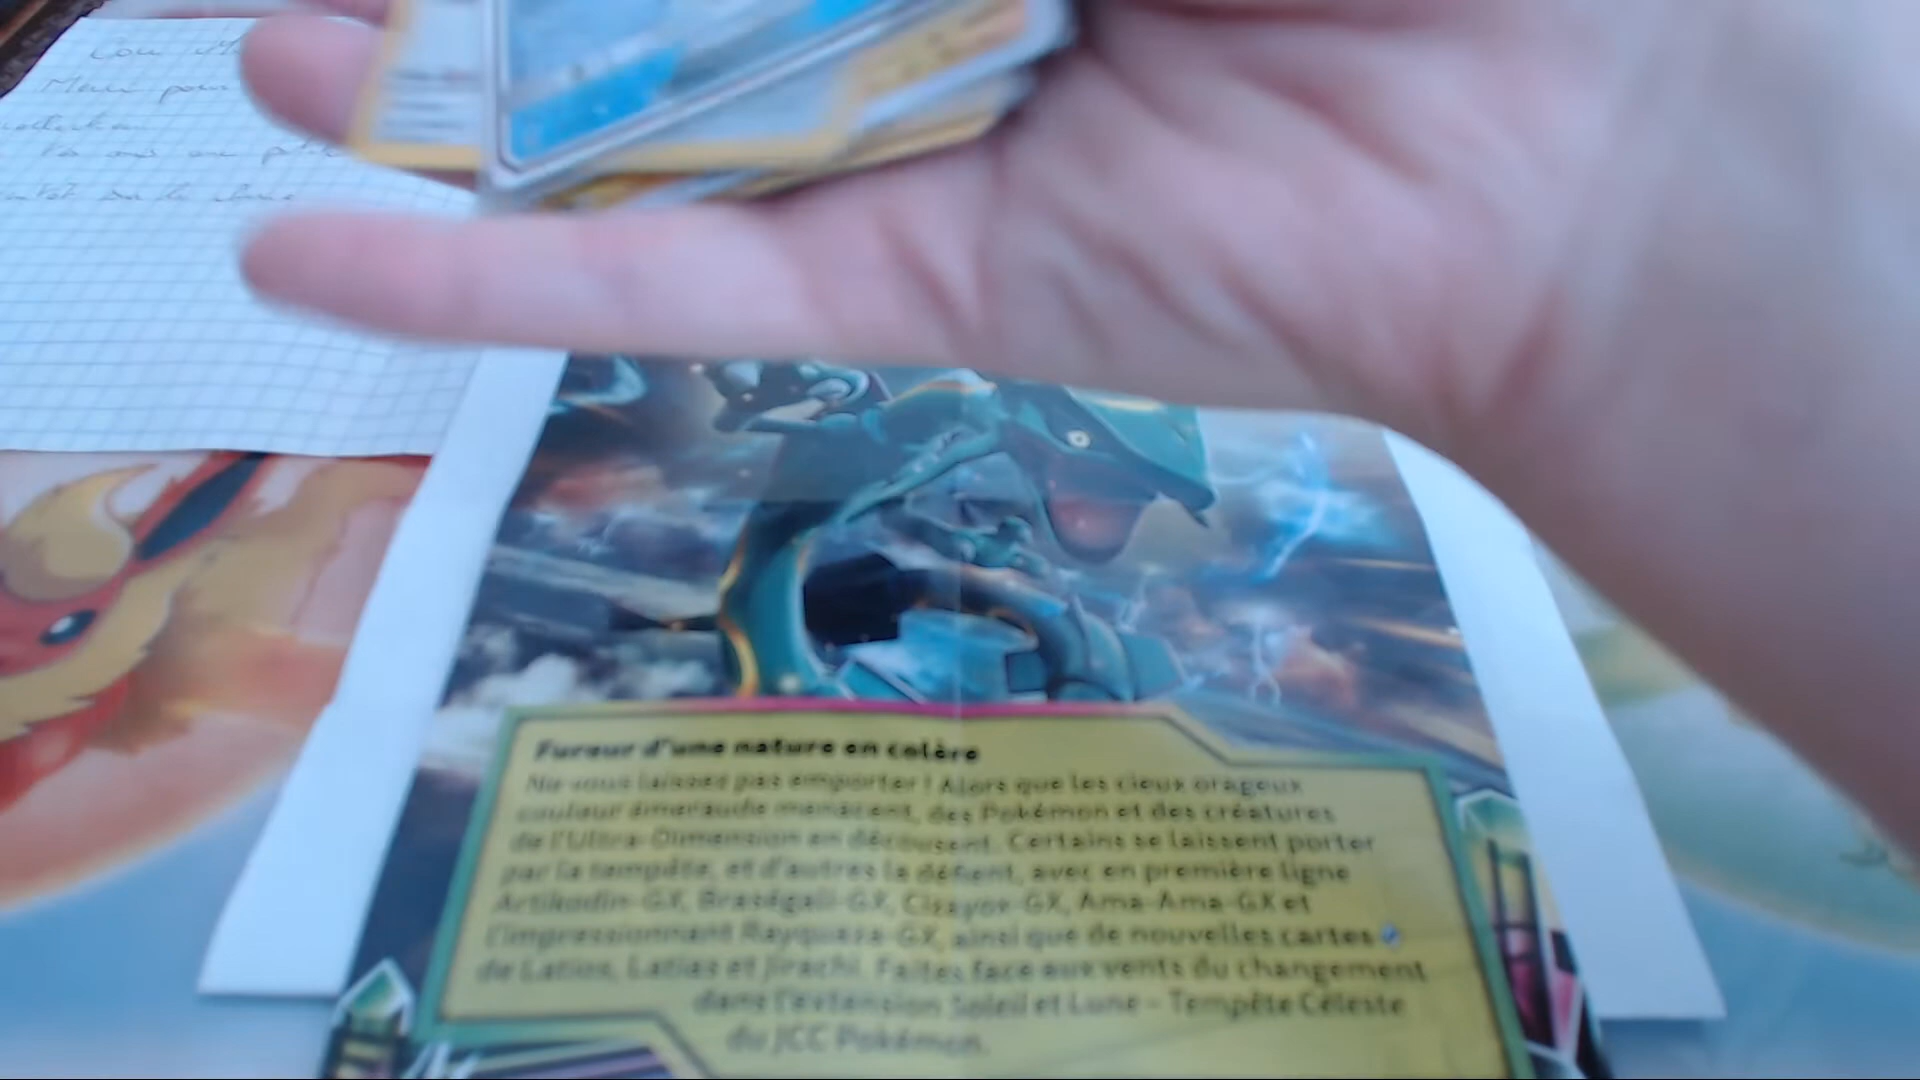 Merci pour
collection
Fureur d'une nature en colère
Ne vous laissez pas emporter ! Alors que les cieux orageux
couleur émeraude menacent, des Pokémon et des créatures
de l'Ultra-Dimension en décousent. Certains se laissent porter
par la tempête, et d'autres la défient, avec en première ligne
Artikodin-GX, Braségali-GX, Cizayox-GX, Ama-Ama-GX et
l'impressionnant Rayquaza-GX, ainsi que de nouvelles cartes
de Latios, Latias et Jirachi. Faites face aux vents du changement
dans l'extension Soleil et Lune – Tempête Céleste
du JCC Pokémon.